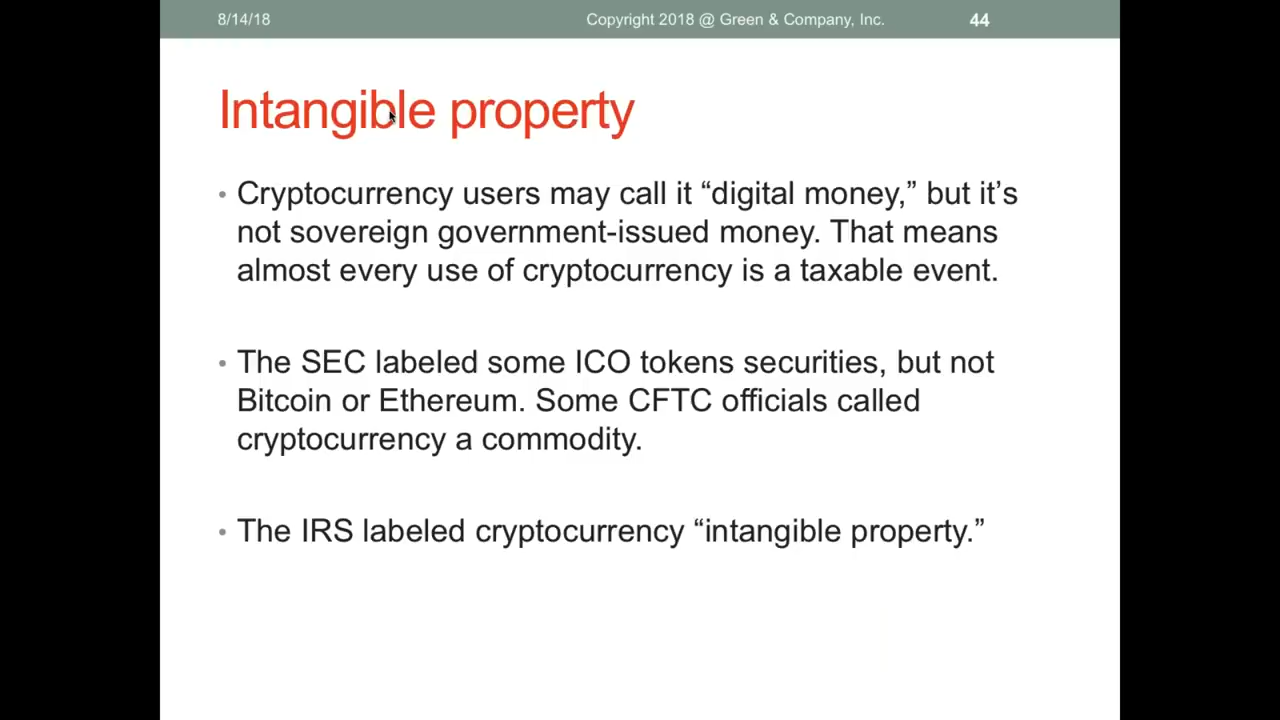 8/14/18 Copyright 2018 @ Green & Company, Inc. 44
Intangible property
• Cryptocurrency users may call it “digital money,” but it’s
not sovereign government-issued money. That means
almost every use of cryptocurrency is a taxable event.
• The SEC labeled some ICO tokens securities, but not
Bitcoin or Ethereum. Some CFTC officials called
cryptocurrency a commodity.
• The IRS labeled cryptocurrency “intangible property.”